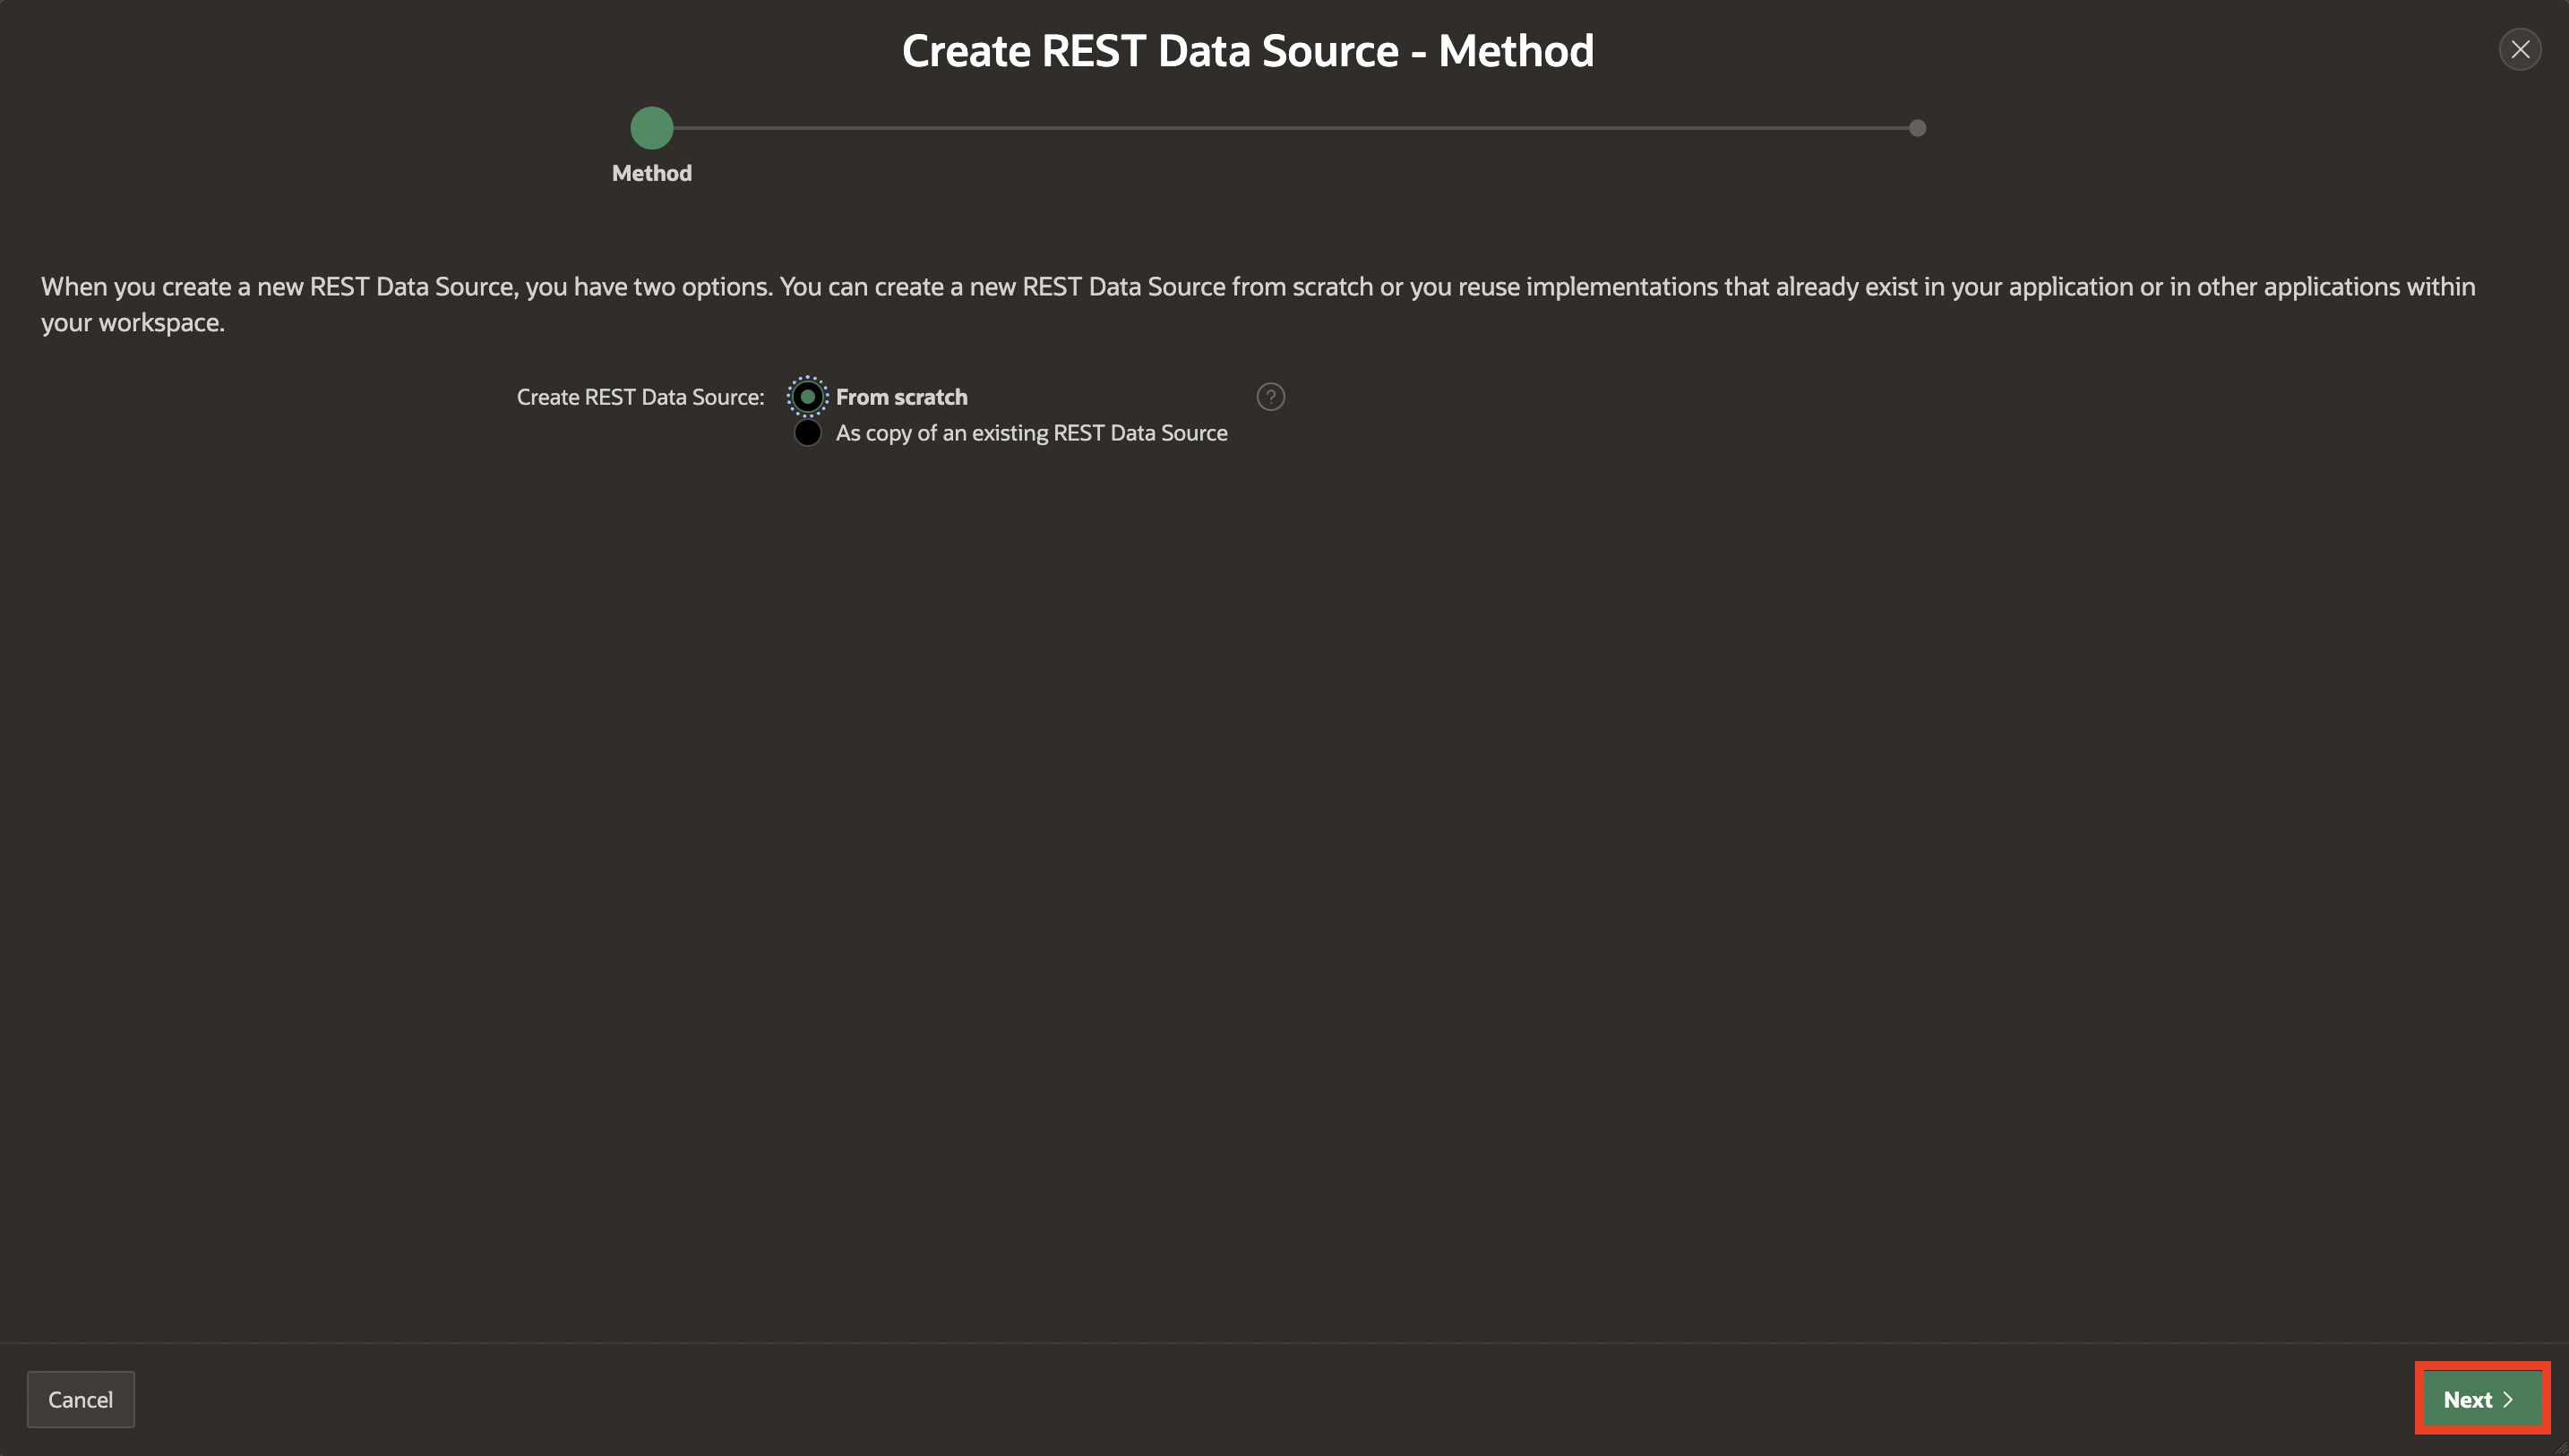 Create REST Data Source - Method
Method
When you create a new REST Data Source, you have two options. You can create a new REST Data Source from scratch or you reuse implementations that already exist in your application or in other applications within
your workspace.
Create REST Data Source: From scratch ?
As copy of an existing REST Data Source
Cancel Next